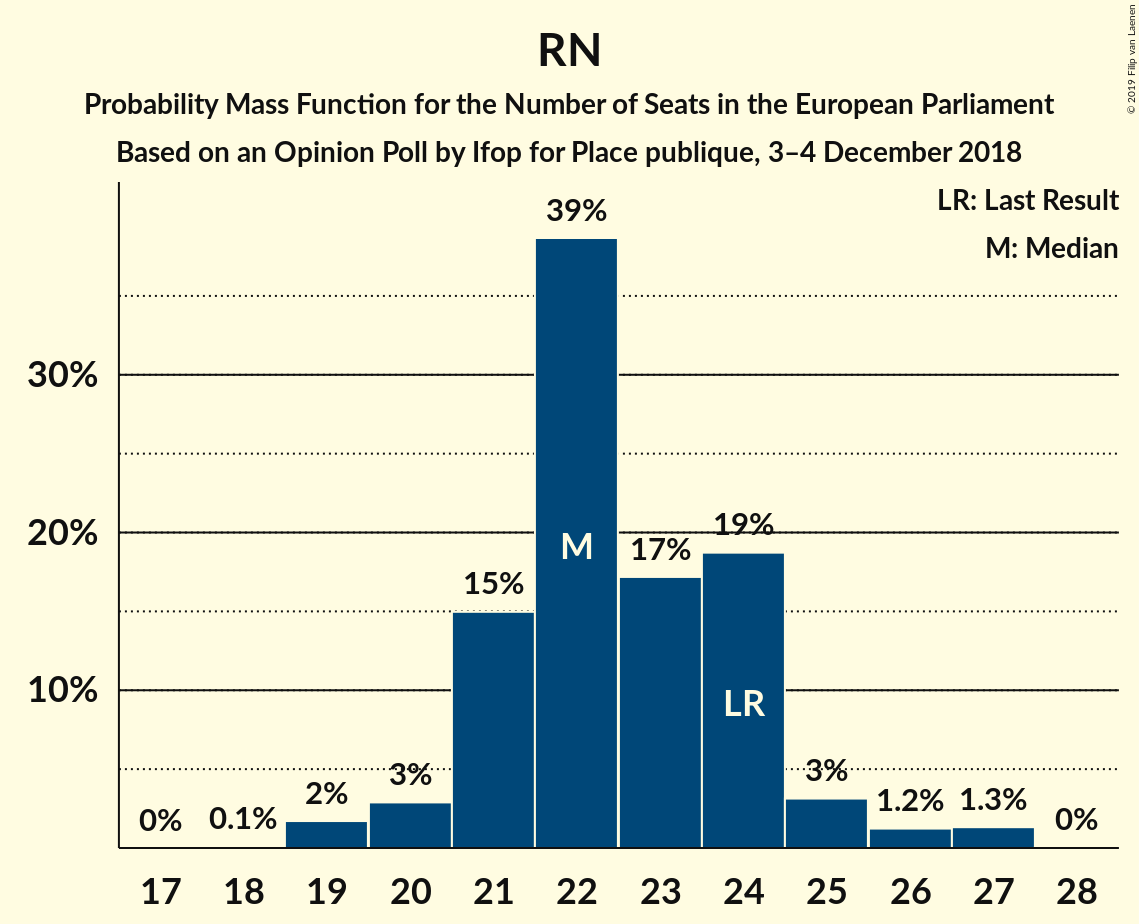 RN
Probability Mass Function for the Number of Seats in the European Parliament
Based on an Opinion Poll by Ifop for Place publique, 3–4 December 2018
© 2019 Filip van Laenen
LR: Last Result
M: Median
39%
30%
20%
19%
17%
M
15%
10%
LR
3%
3%
2%
1.2%
1.3%
0%
0.1%
0%
17 18 19 20 21 22 23 24 25 26 27 28